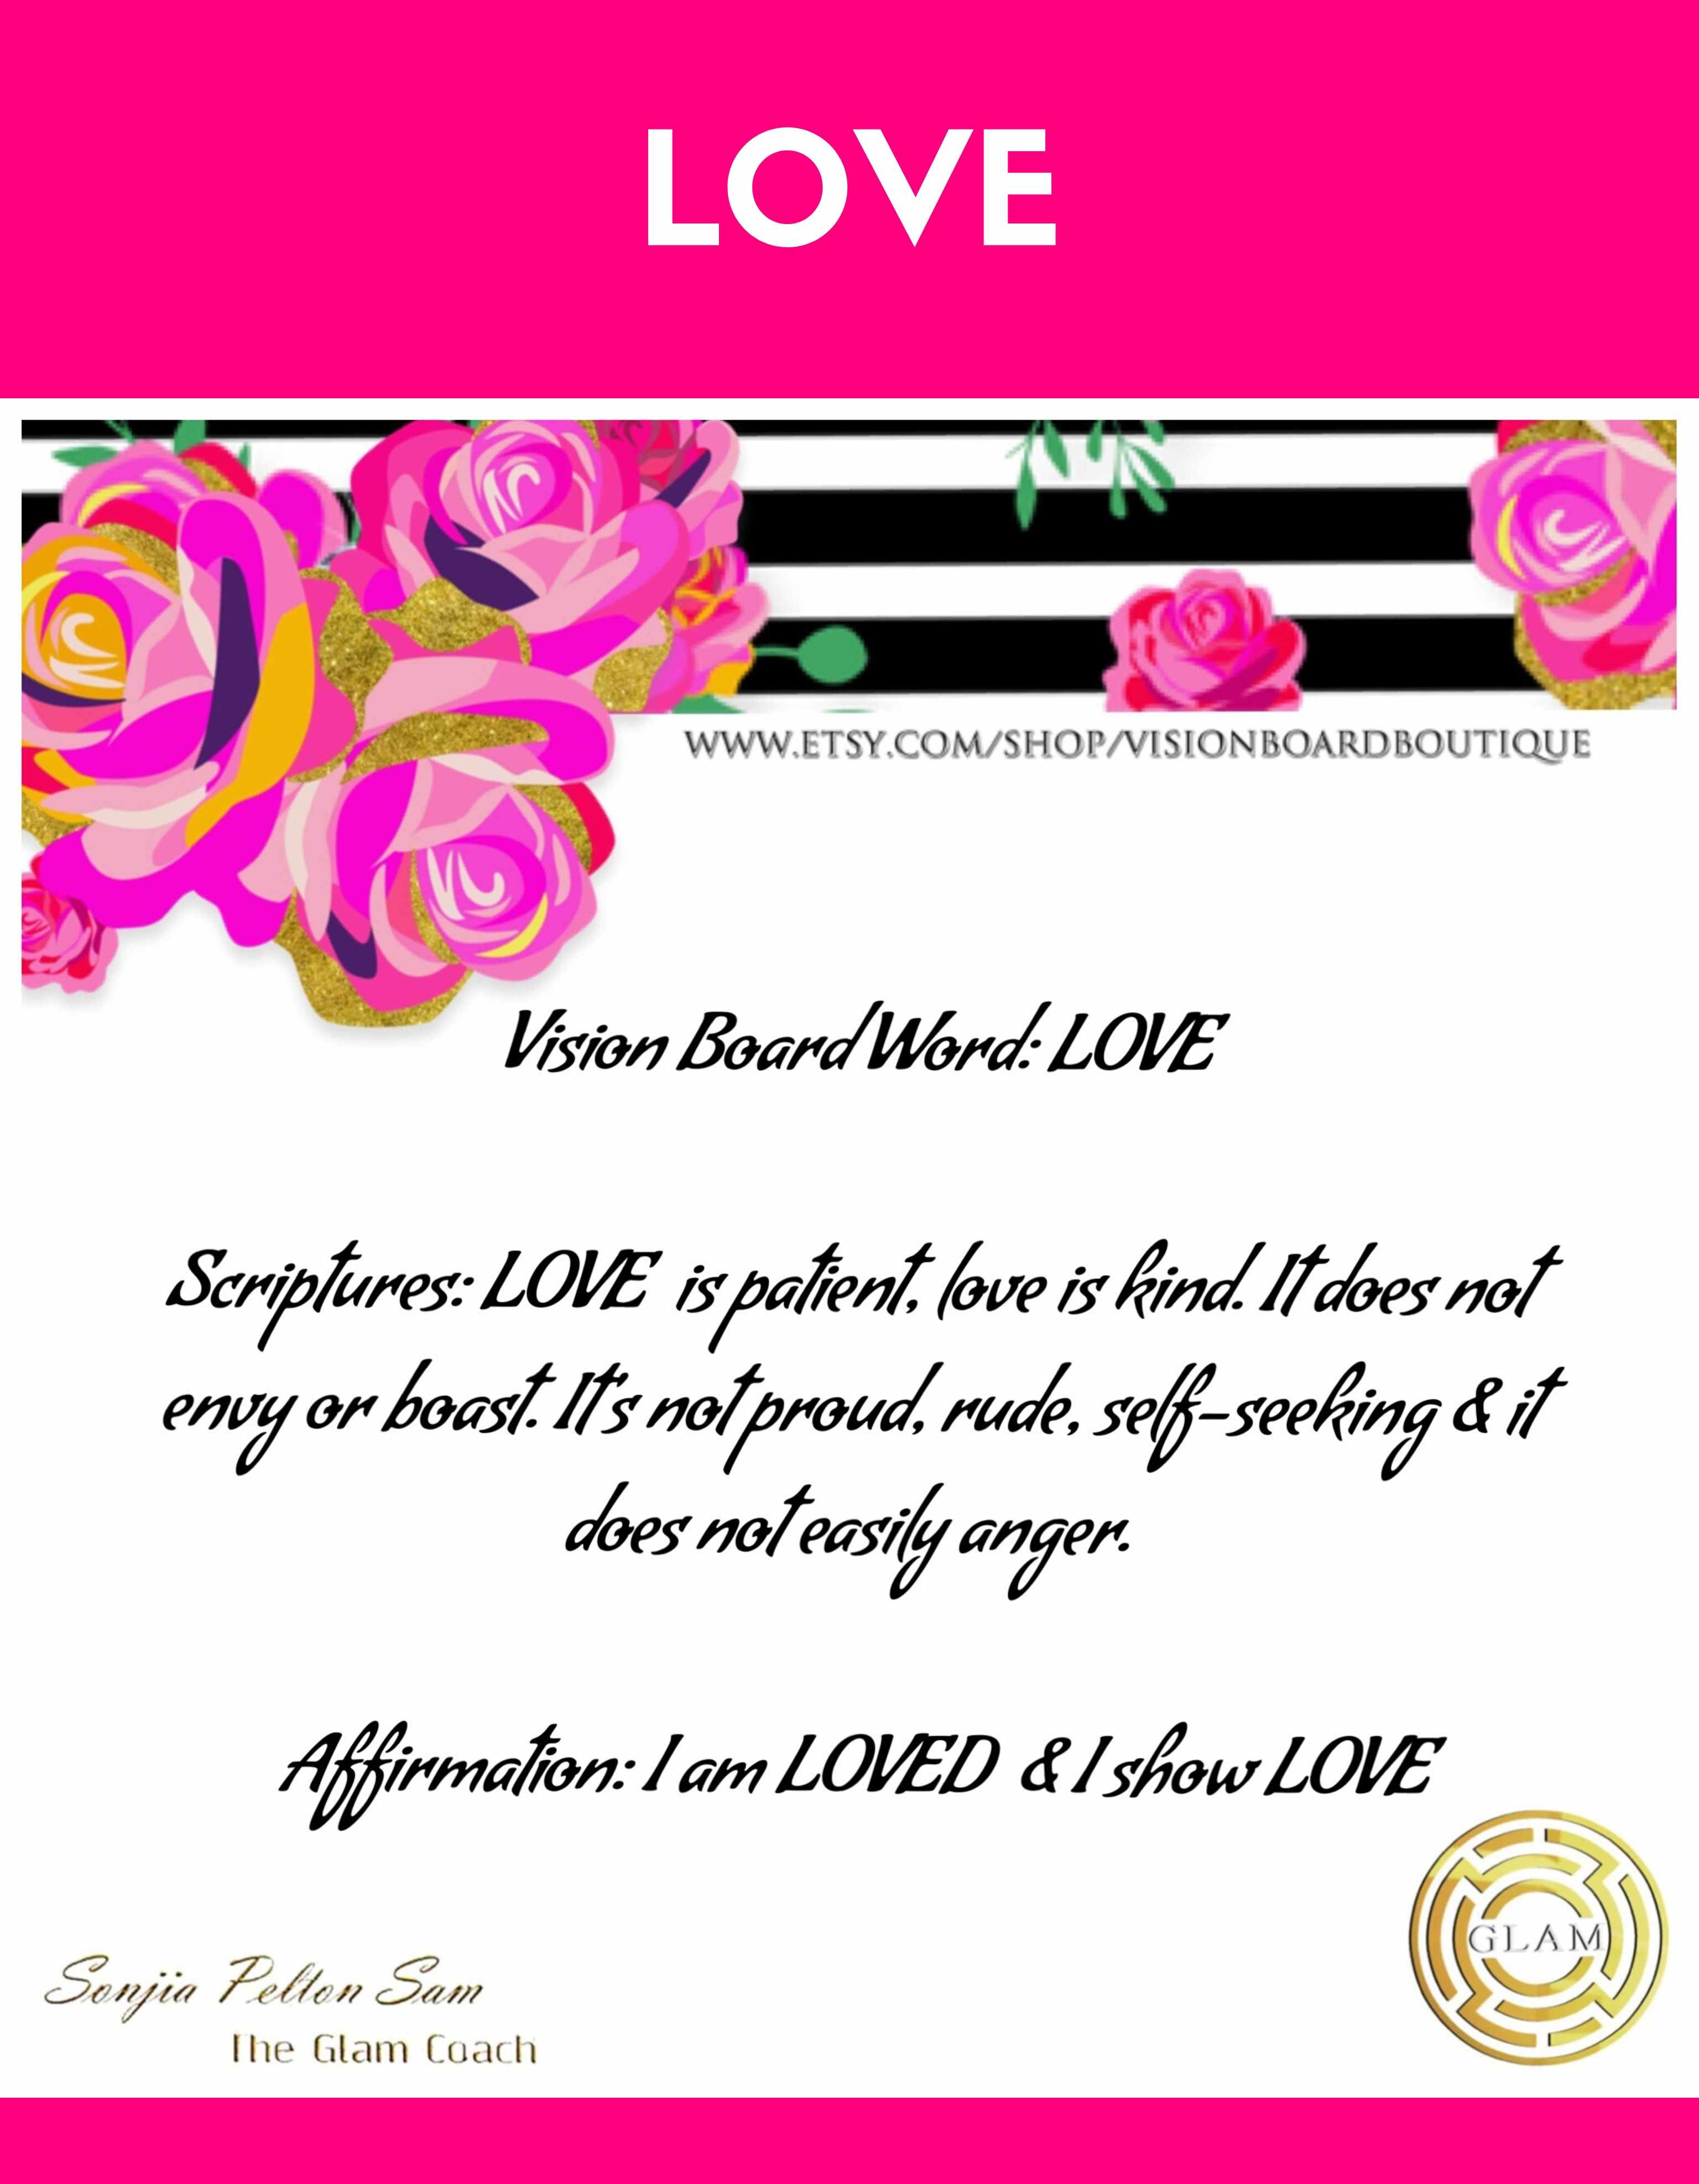 LOVE
WWW.ETSY.COM/SHOP/VISIONBOARDBOUTIQUE
Vision Board Word: LOVE
Scriptures: LOVE is patient, love is kind. It does not
envy or boast. It's not proud, rude, self-seeking & it
does not easily anger.
Affirmation: I am LOVED & I show LOVE
GLAM
Sonjia Pelton Sam
The Glam Coach